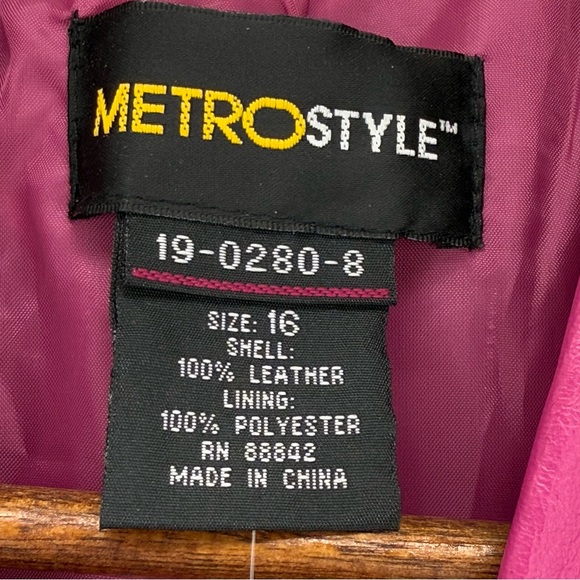 METROSTYLE™
19-0280-8
SIZE: 16
SHELL:
100% LEATHER
LINING:
100% POLYESTER
RN 88842
MADE IN CHINA